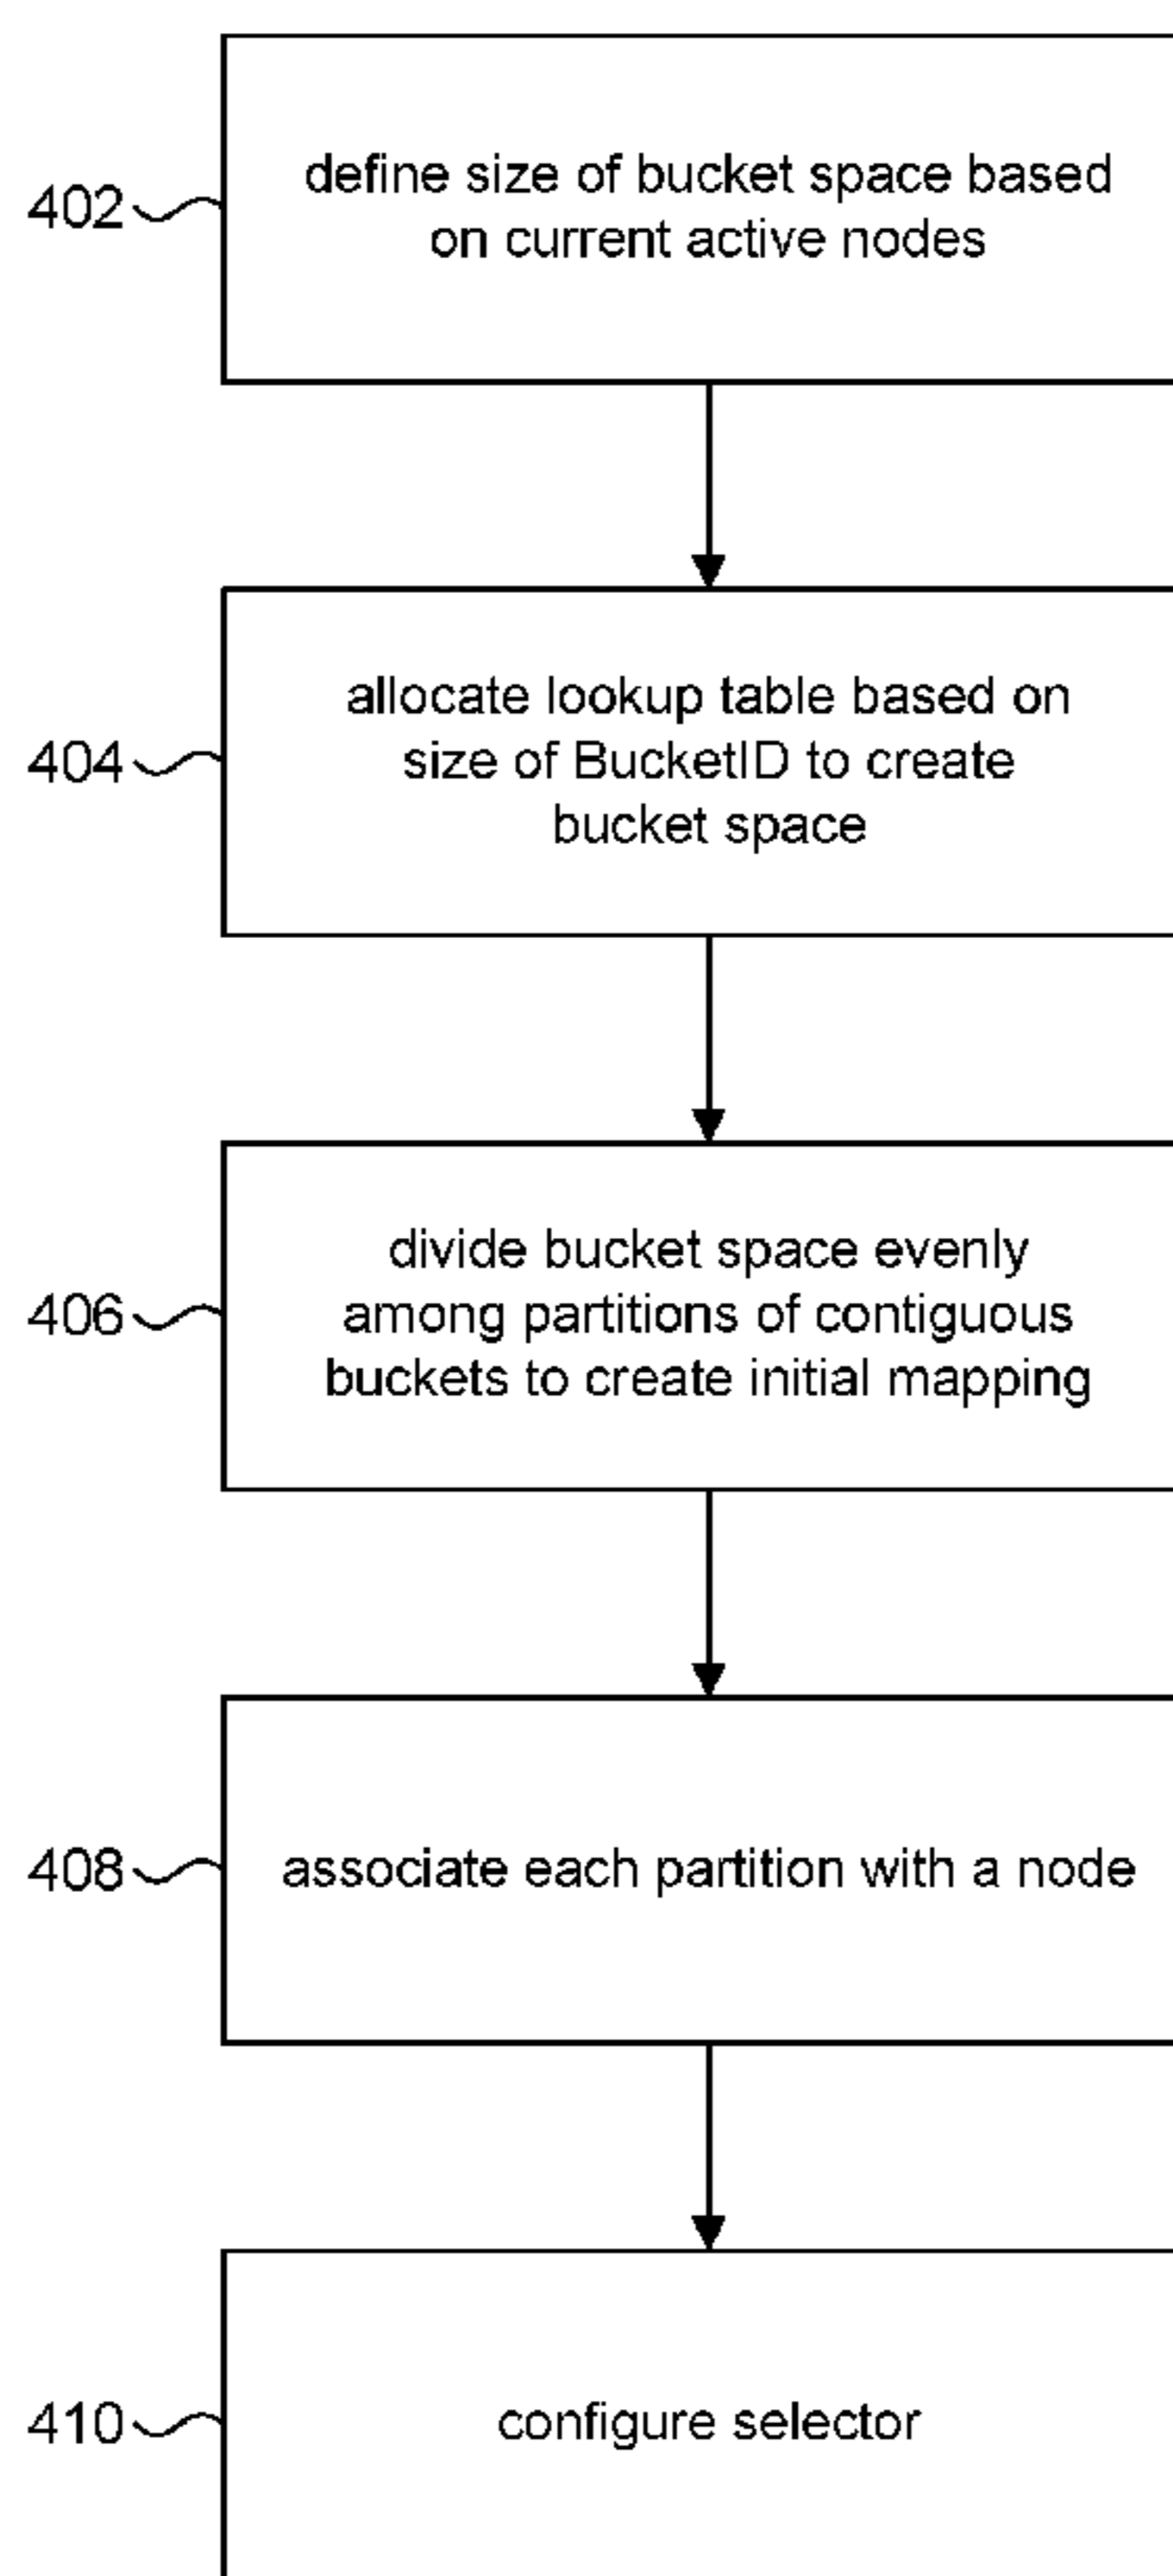 402
define size of bucket space based
on current active nodes
404
allocate lookup table based on
size of BucketID to create
bucket space
406
divide bucket space evenly
among partitions of contiguous
buckets to create initial mapping
408
associate each partition with a node
410
configure selector